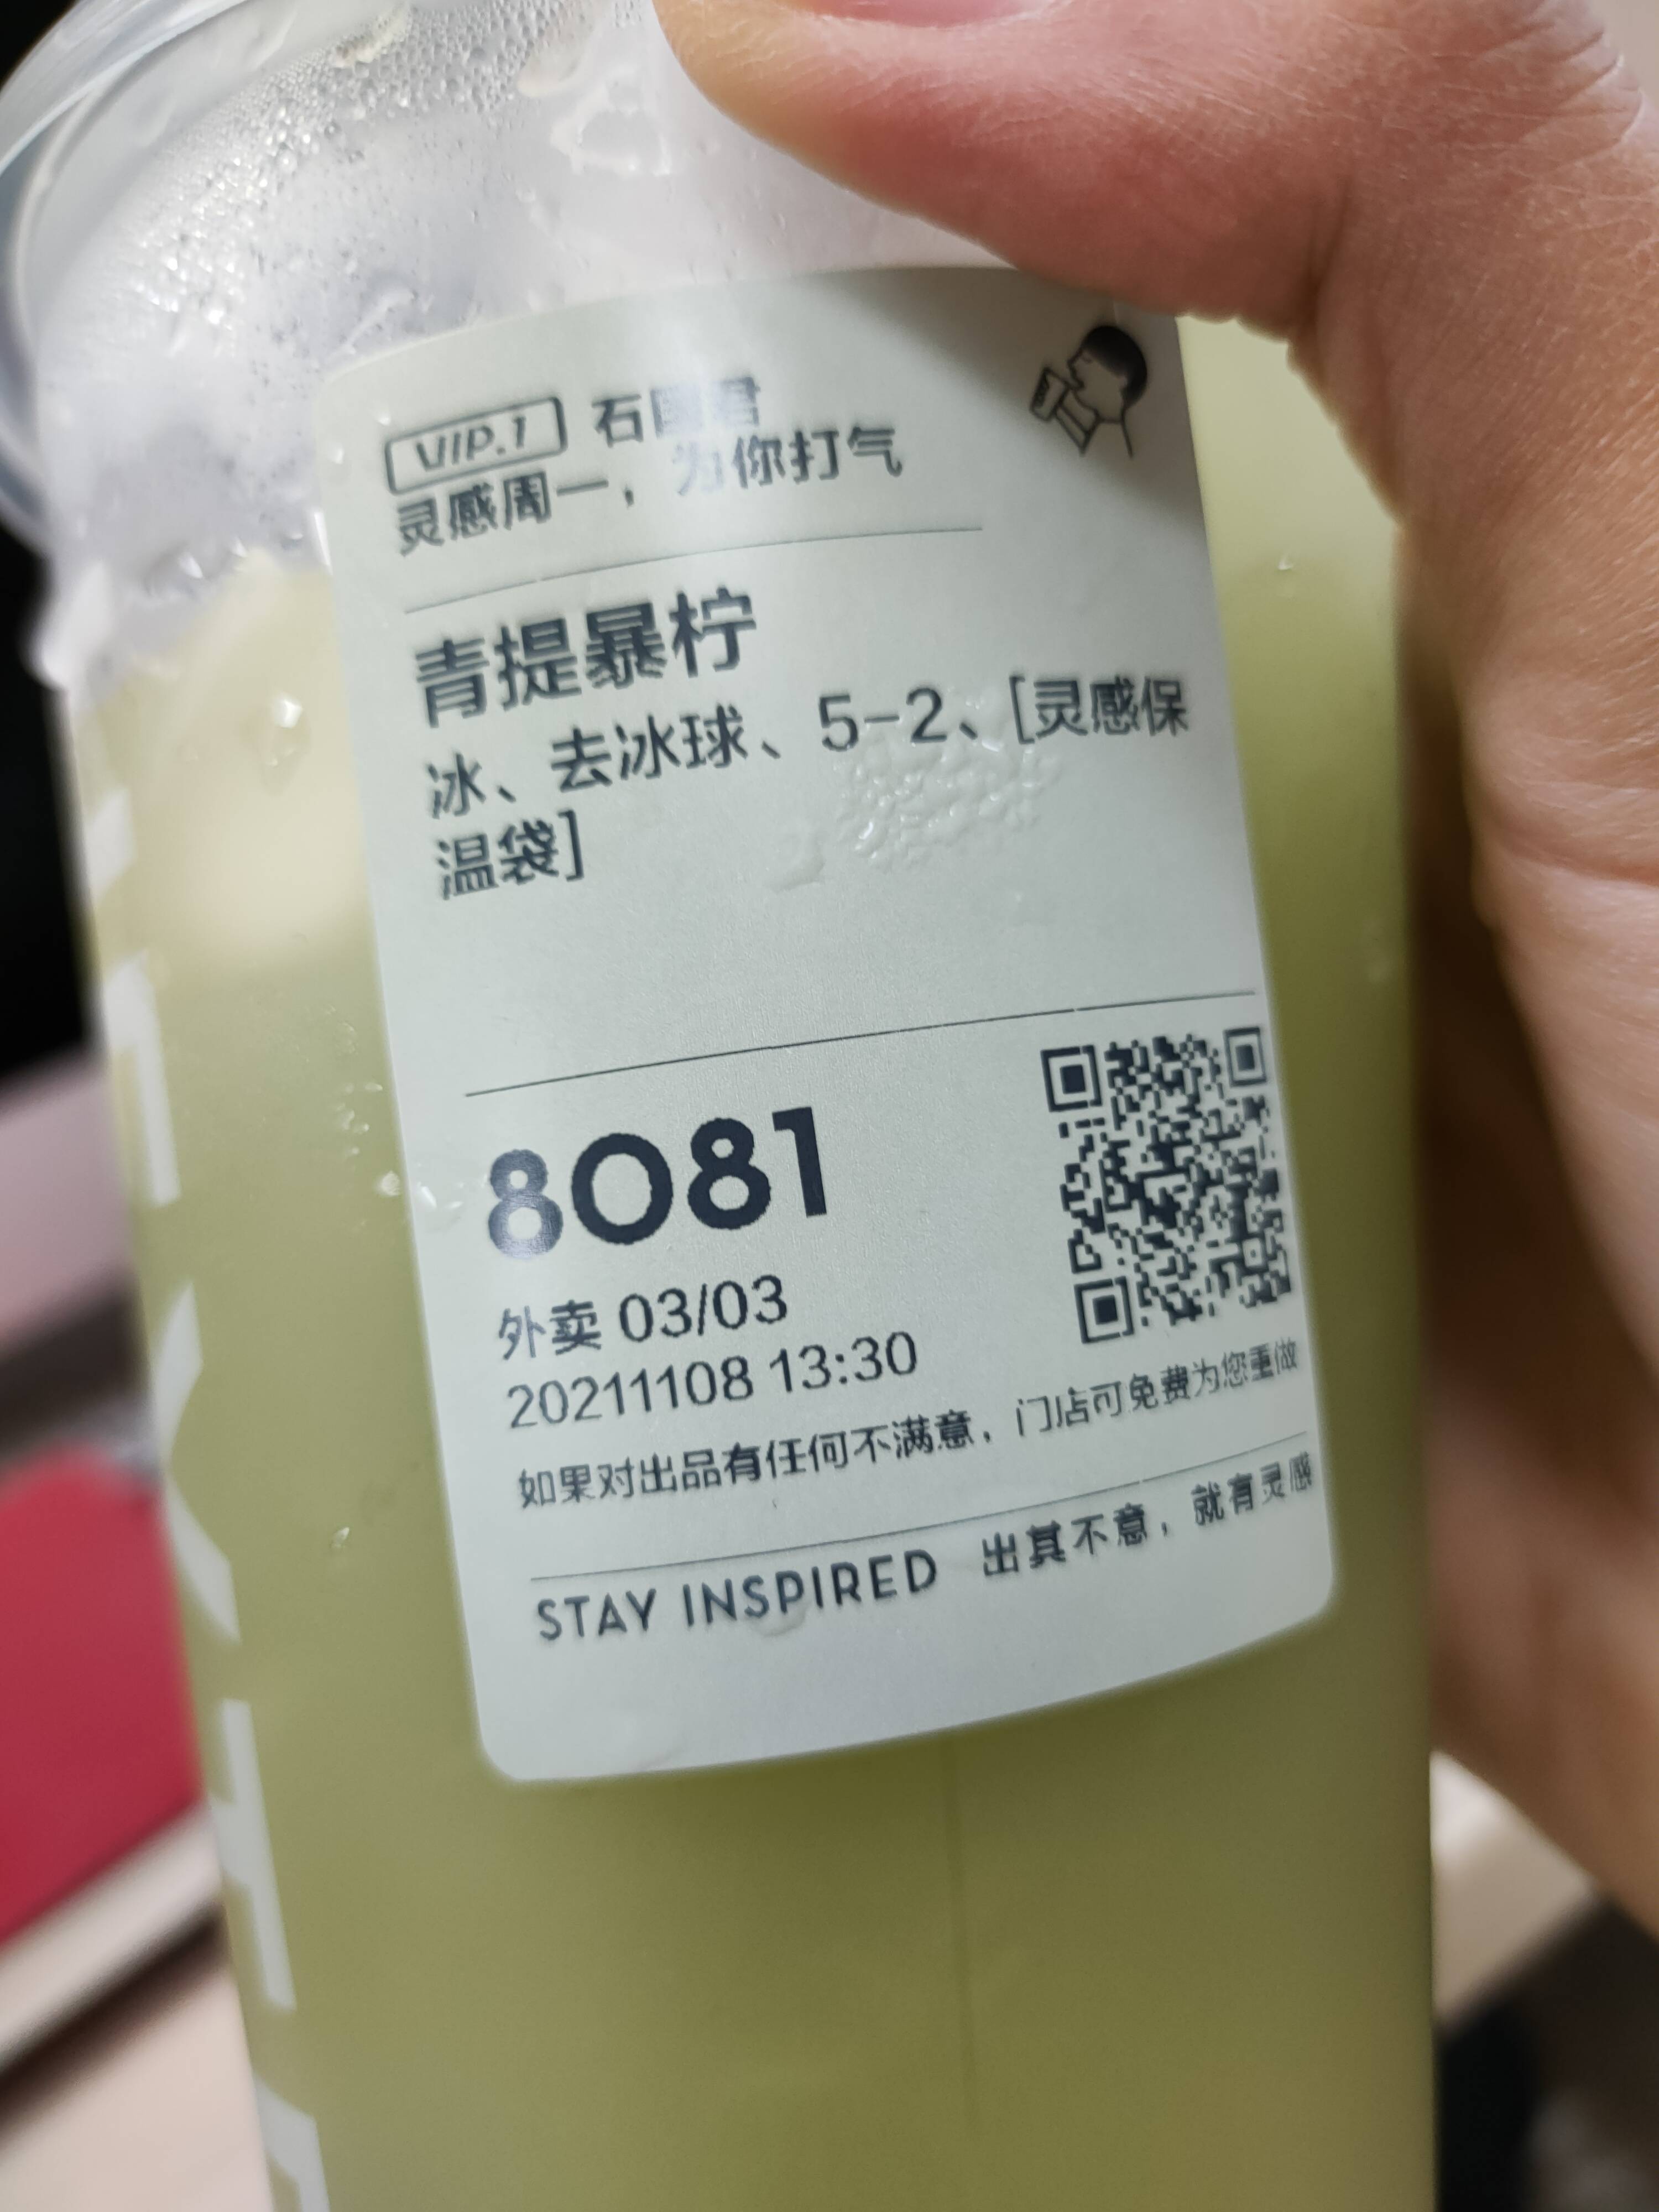 VIP.1 石
灵感周一，为你打气
青提暴柠
冰、去冰球、5-2、[灵感保
温袋]
8081
外卖 03/03
20211108 13:30
如果对出品有任何不满意，门店可免费为您重做
STAY INSPIRED 出其不意，就有灵感